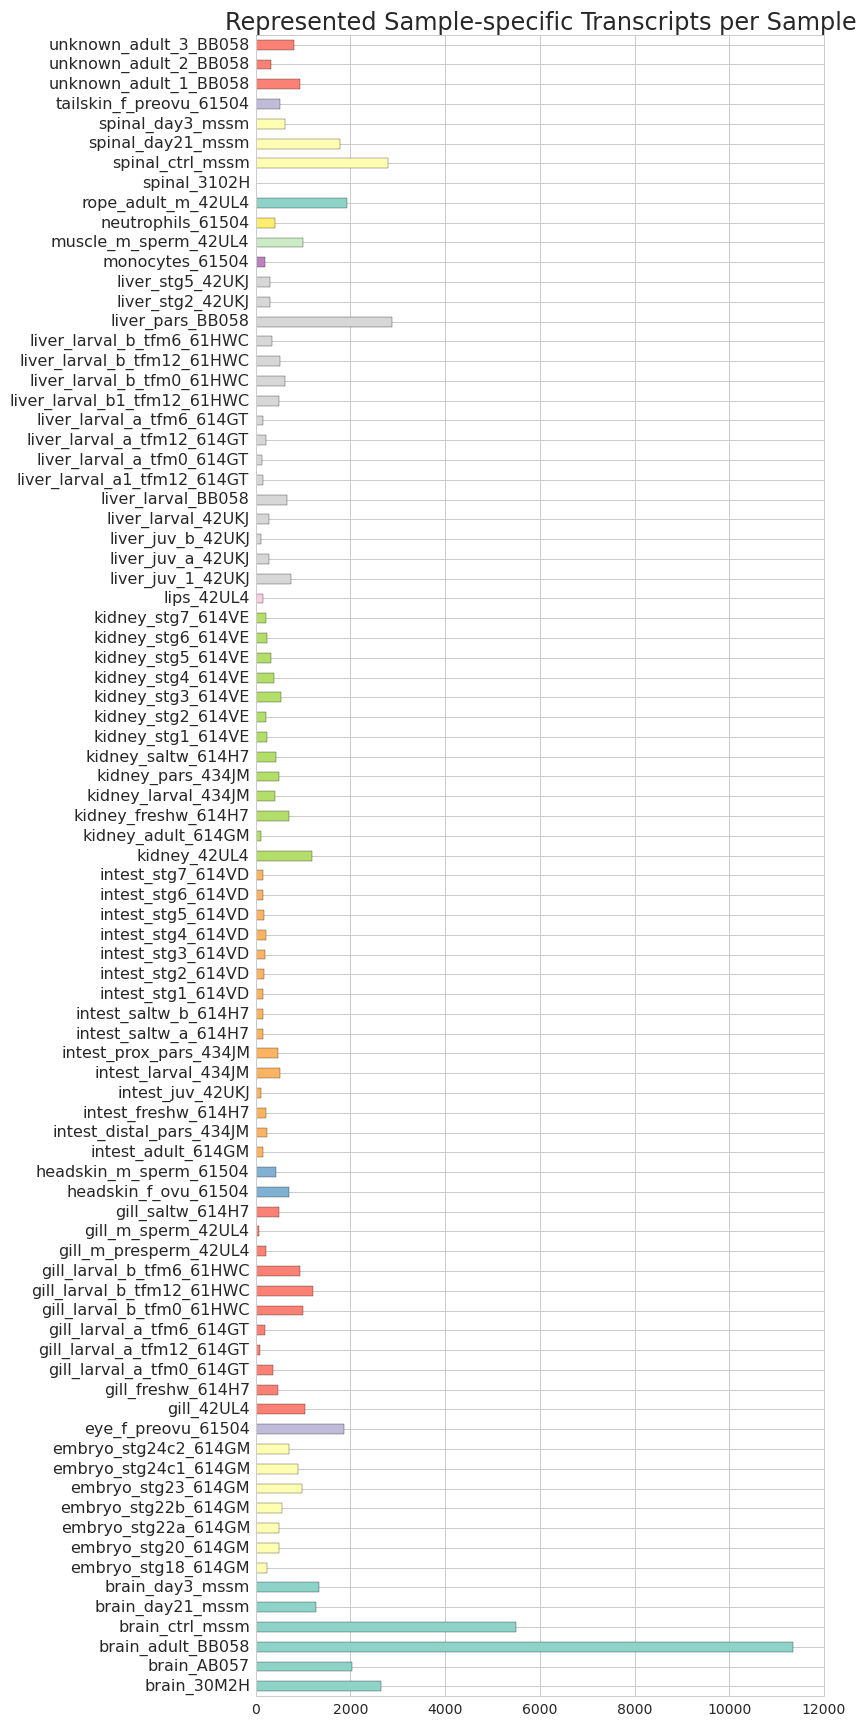 Represented Sample-specific Transcripts per Sample
unknown_adult_3_BB058
unknown_adult_2_BB058
unknown_adult_1_BB058
tailskin_f_preovu_61504
spinal_day3_mssm
spinal_day21_mssm
spinal_ctrl_mssm
spinal_3102H
rope_adult_m_42UL4
neutrophils_61504
muscle_m_sperm_42UL4
monocytes_61504
liver_stg5_42UKJ
liver_stg2_42UKJ
liver_pars_BB058
liver_larval_b_tfm6_61HWC
liver_larval_b_tfm12_61HWC
liver_larval_b_tfm0_61HWC
liver_larval_b1_tfm12_61HWC
liver_larval_a_tfm6_614GT
liver_larval_a_tfm12_614GT
liver_larval_a_tfm0_614GT
liver_larval_a1_tfm12_614GT
liver_larval_BB058
liver_larval_42UKJ
liver_juv_b_42UKJ
liver_juv_a_42UKJ
liver_juv_1_42UKJ
lips_42UL4
kidney_stg7_614VE
kidney_stg6_614VE
kidney_stg5_614VE
kidney_stg4_614VE
kidney_stg3_614VE
kidney_stg2_614VE
kidney_stg1_614VE
kidney_saltw_614H7
kidney_pars_434JM
kidney_larval_434JM
kidney_freshw_614H7
kidney_adult_614GM
kidney_42UL4
intest_stg7_614VD
intest_stg6_614VD
intest_stg5_614VD
intest_stg4_614VD
intest_stg3_614VD
intest_stg2_614VD
intest_stg1_614VD
intest_saltw_b_614H7
intest_saltw_a_614H7
intest_prox_pars_434JM
intest_larval_434JM
intest_juv_42UKJ
intest_freshw_614H7
intest_distal_pars_434JM
intest_adult_614GM
headskin_m_sperm_61504
headskin_f_ovu_61504
gill_saltw_614H7
gill_m_sperm_42UL4
gill_m_presperm_42UL4
gill_larval_b_tfm6_61HWC
gill_larval_b_tfm12_61HWC
gill_larval_b_tfm0_61HWC
gill_larval_a_tfm6_614GT
gill_larval_a_tfm12_614GT
gill_larval_a_tfm0_614GT
gill_freshw_614H7
gill_42UL4
eye_f_preovu_61504
embryo_stg24c2_614GM
embryo_stg24c1_614GM
embryo_stg23_614GM
embryo_stg22b_614GM
embryo_stg22a_614GM
embryo_stg20_614GM
embryo_stg18_614GM
brain_day3_mssm
brain_day21_mssm
brain_ctrl_mssm
brain_adult_BB058
brain_AB057
brain_30M2H
0 2000 4000 6000 8000 10000 12000